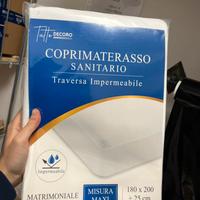 Tutto DECORO
COPRIMATERASSO
SANITARIO
Traversa Impermeabile
Impermeabile
MATRIMONIALE
MISURA
MAXI
180 x 200
+ 25 cm